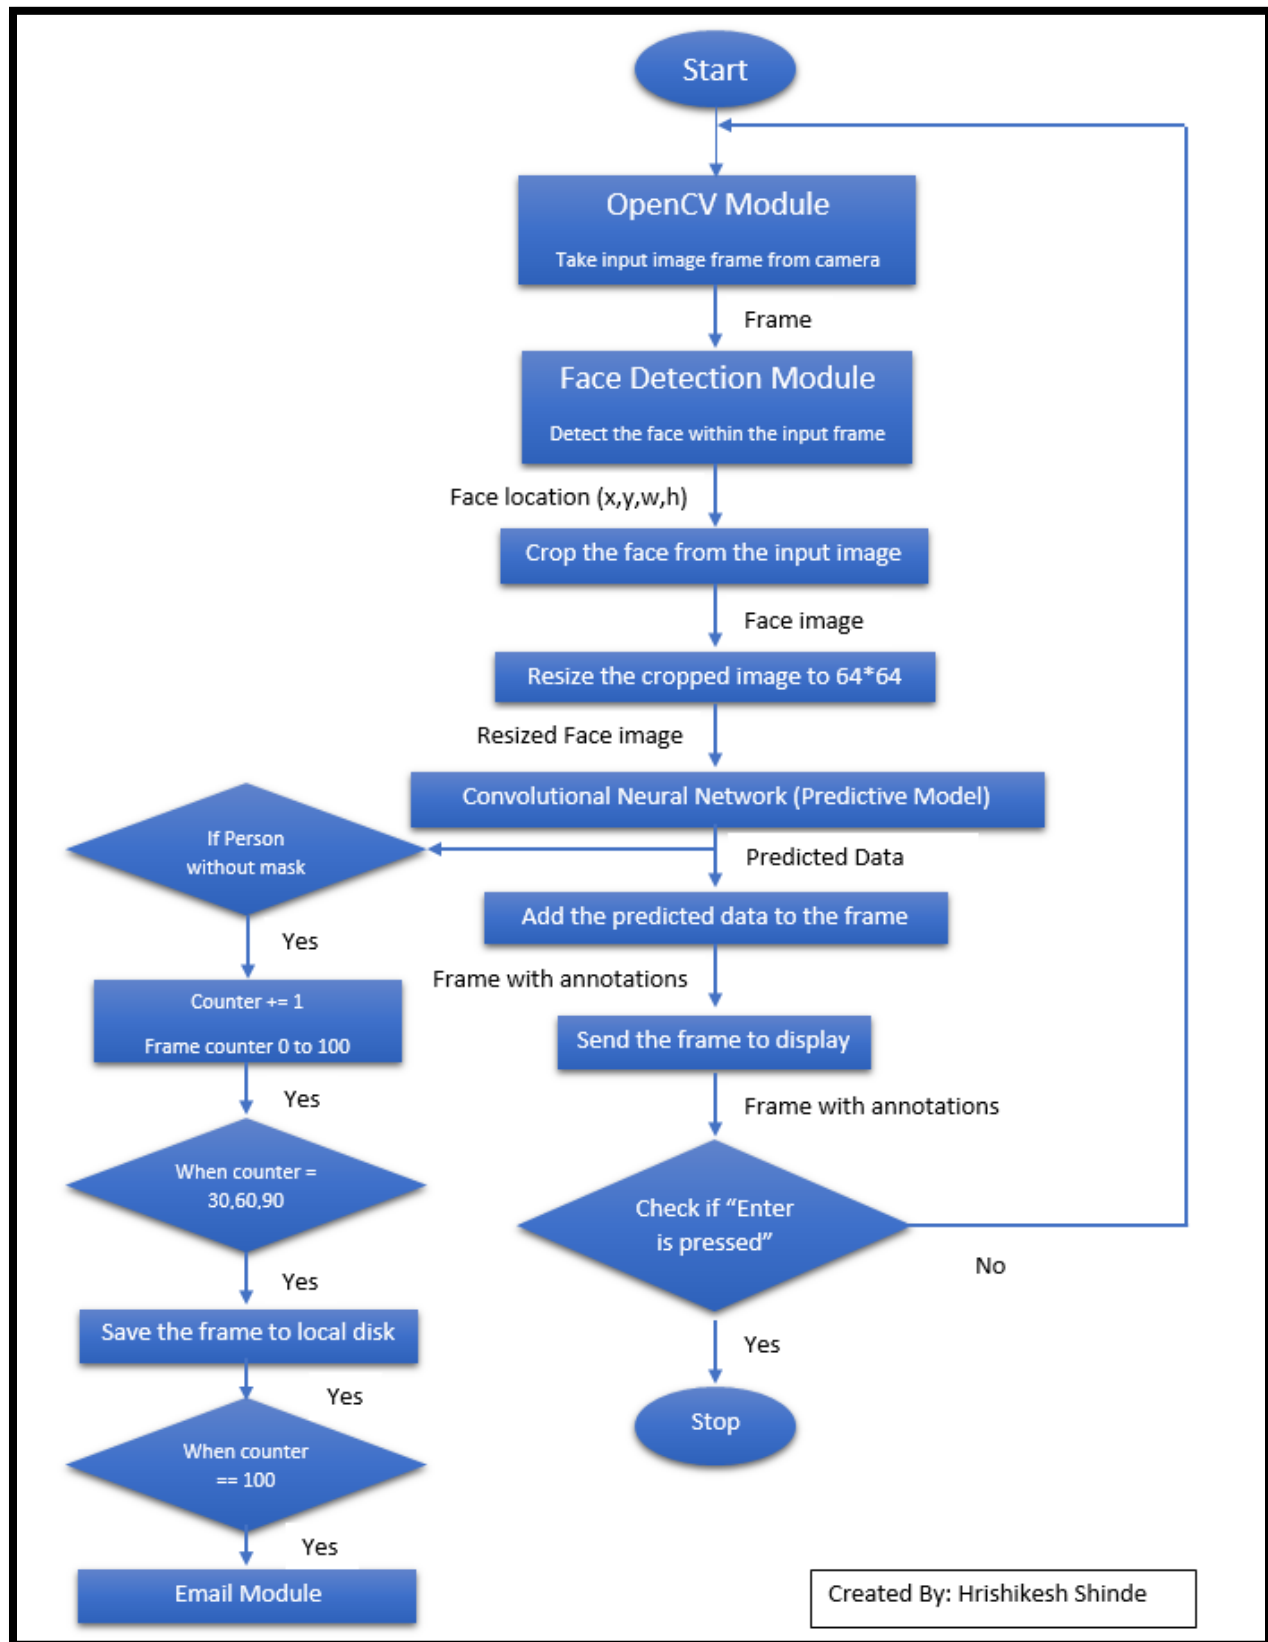 Start
OpenCV Module
Take input image frame from camera
Frame
Face Detection Module
Detect the face within the input frame
Face location (x,y,w,h)
Crop the face from the input image
Face image
Resize the cropped image to 64*64
Resized Face image
Convolutional Neural Network (Predictive Model)
Predicted Data
Add the predicted data to the frame
Frame with annotations
Send the frame to display
Frame with annotations
Check if “Enter
is pressed”
No
Yes
Stop
If Person
without mask
Yes
Counter += 1
Frame counter 0 to 100
Yes
When counter =
30,60,90
Yes
Save the frame to local disk
Yes
When counter
== 100
Yes
Email Module
Created By: Hrishikesh Shinde